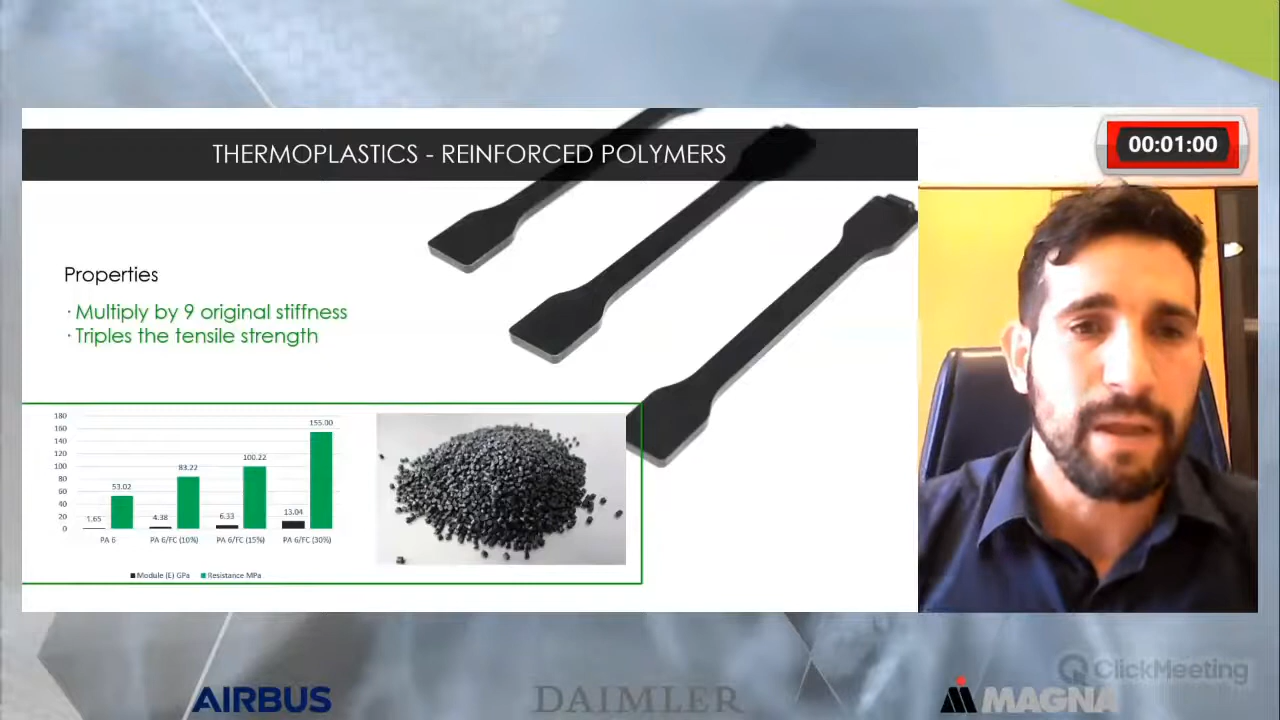 THERMOPLASTICS - REINFORCED POLYMERS
00:01:00
Properties
· Multiply by 9 original stiffness
· Triples the tensile strength
180
160
140
120
100
80
60
40
20
0
1.65
53.02
4.38
83.22
6.33
100.22
13.04
155.00
PA 6
PA 6/FC (10%)
PA 6/FC (15%)
PA 6/FC (30%)
Module (E) GPa
Resistance MPa
ClickMeeting
AIRBUS
DAIMLER
MAGNA